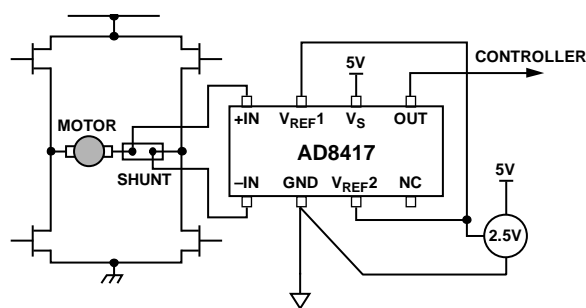 CONTROLLER
5V
+IN VREF1 VS OUT
MOTOR
AD8417
SHUNT
–IN GND VREF2 NC
5V
2.5V